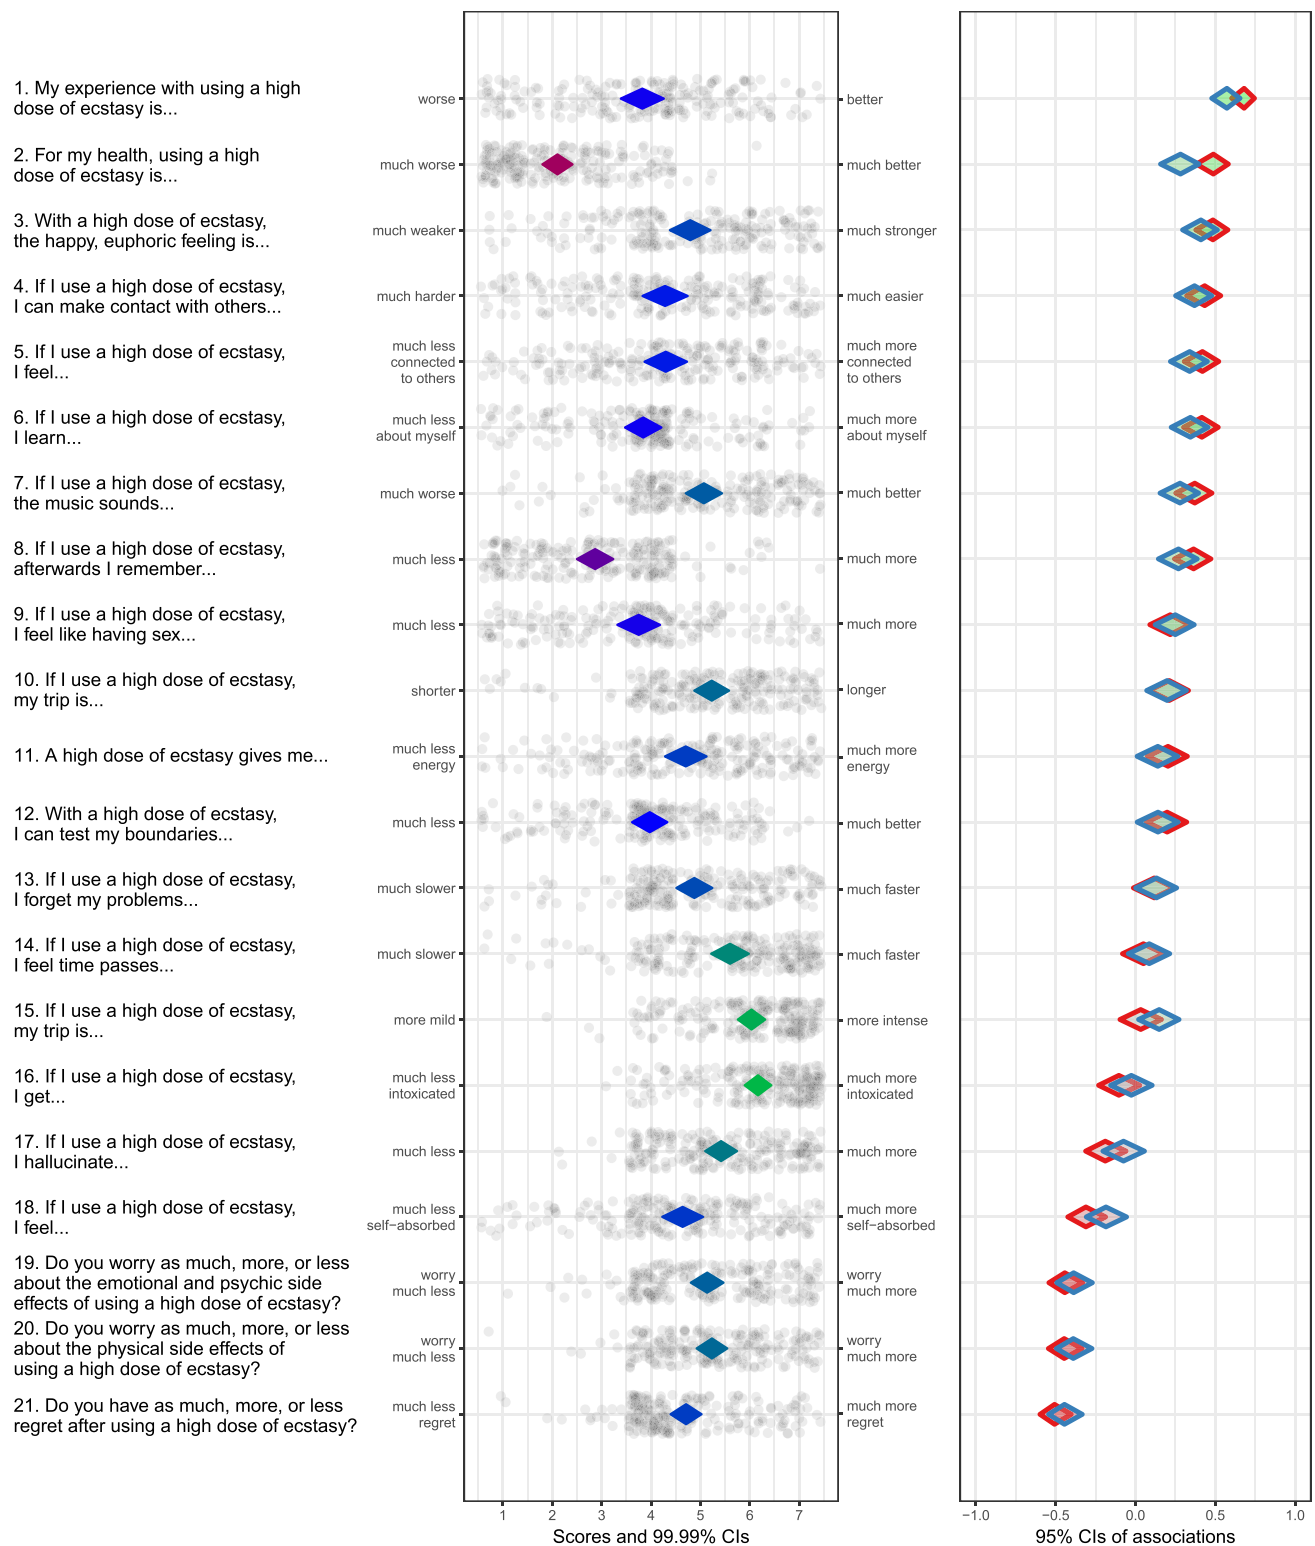 1. My experience with using a high
dose of ecstasy is...
worse
better
2. For my health, using a high
dose of ecstasy is...
much worse
much better
3. With a high dose of ecstasy,
the happy, euphoric feeling is...
much weaker
much stronger
4. If I use a high dose of ecstasy,
I can make contact with others...
much harder
much easier
5. If I use a high dose of ecstasy,
I feel...
much less
connected
to others
much more
connected
to others
6. If I use a high dose of ecstasy,
I learn...
much less
about myself
much more
about myself
7. If I use a high dose of ecstasy,
the music sounds...
much worse
much better
8. If I use a high dose of ecstasy,
afterwards I remember...
much less
much more
9. If I use a high dose of ecstasy,
I feel like having sex...
much less
much more
10. If I use a high dose of ecstasy,
my trip is...
shorter
longer
11. A high dose of ecstasy gives me...
much less
energy
much more
energy
12. With a high dose of ecstasy,
I can test my boundaries...
much less
much better
13. If I use a high dose of ecstasy,
I forget my problems...
much slower
much faster
14. If I use a high dose of ecstasy,
I feel time passes...
much slower
much faster
15. If I use a high dose of ecstasy,
my trip is...
more mild
more intense
16. If I use a high dose of ecstasy,
I get...
much less
intoxicated
much more
intoxicated
17. If I use a high dose of ecstasy,
I hallucinate...
much less
much more
18. If I use a high dose of ecstasy,
I feel...
much less
self−absorbed
much more
self−absorbed
19. Do you worry as much, more, or less
about the emotional and psychic side
effects of using a high dose of ecstasy?
worry
much less
worry
much more
20. Do you worry as much, more, or less
about the physical side effects of
using a high dose of ecstasy?
worry
much less
worry
much more
21. Do you have as much, more, or less
regret after using a high dose of ecstasy?
much less
regret
much more
regret
1 2 3 4 5 6 7
Scores and 99.99% CIs
−1.0 −0.5 0.0 0.5 1.0
95% CIs of associations